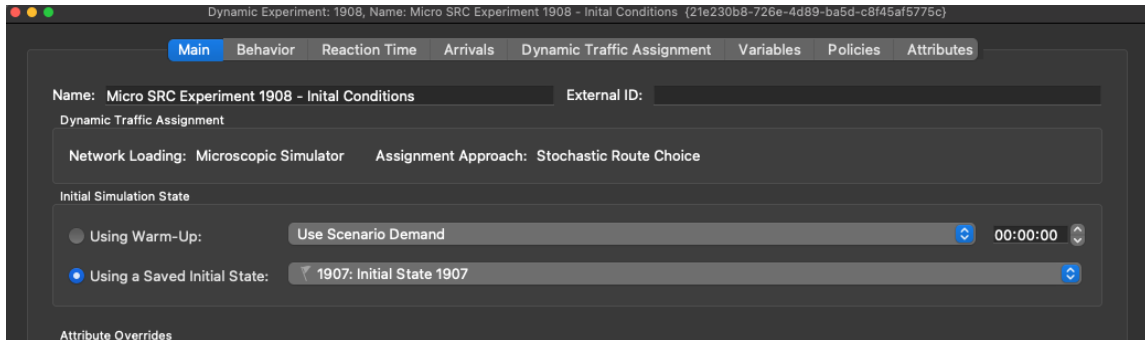 Dynamic Experiment: 1908, Name: Micro SRC Experiment 1908 - Inital Conditions {21e230b8-726e-4d89-ba5d-c8f45af5775c}
Main Behavior Reaction Time Arrivals Dynamic Traffic Assignment Variables Policies Attributes
Name: Micro SRC Experiment 1908 - Inital Conditions External ID:
Dynamic Traffic Assignment
Network Loading: Microscopic Simulator Assignment Approach: Stochastic Route Choice
Initial Simulation State
Using Warm-Up: Use Scenario Demand 00:00:00
Using a Saved Initial State: 1907: Initial State 1907
Attribute Overrides